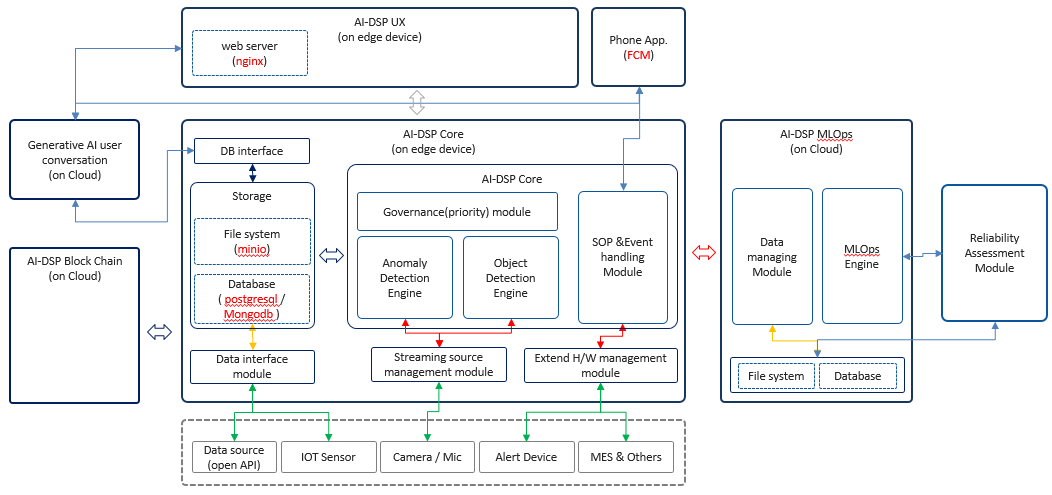 AI-DSP UX
(on edge device)
web server
(nginx)
Phone App.
(FCM)
Generative AI user
conversation
(on Cloud)
AI-DSP Block Chain
(on Cloud)
AI-DSP Core
(on edge device)
DB interface
Storage
File system
(minio)
Database
( postgresql /
Mongodb )
Data interface
module
AI-DSP Core
Governance(priority) module
Anomaly
Detection
Engine
Object
Detection
Engine
SOP &Event
handling
Module
Streaming source
management module
Extend H/W management
module
Data source
(open API)
IOT Sensor
Camera / Mic
Alert Device
MES & Others
AI-DSP MLOps
(on Cloud)
Data
managing
Module
MLOps
Engine
File system
Database
Reliability
Assessment
Module